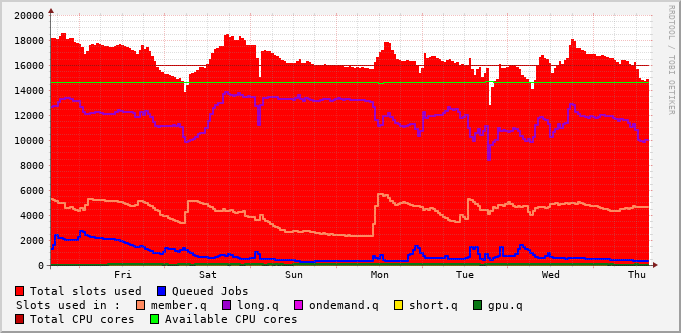 20000
18000
16000
14000
12000
10000
8000
6000
4000
2000
0
Fri Sat Sun Mon Tue Wed Thu
RRDTOOL / TOBI OETIKER
Total slots used Queued Jobs
Slots used in : member.q long.q ondemand.q short.q gpu.q
Total CPU cores Available CPU cores